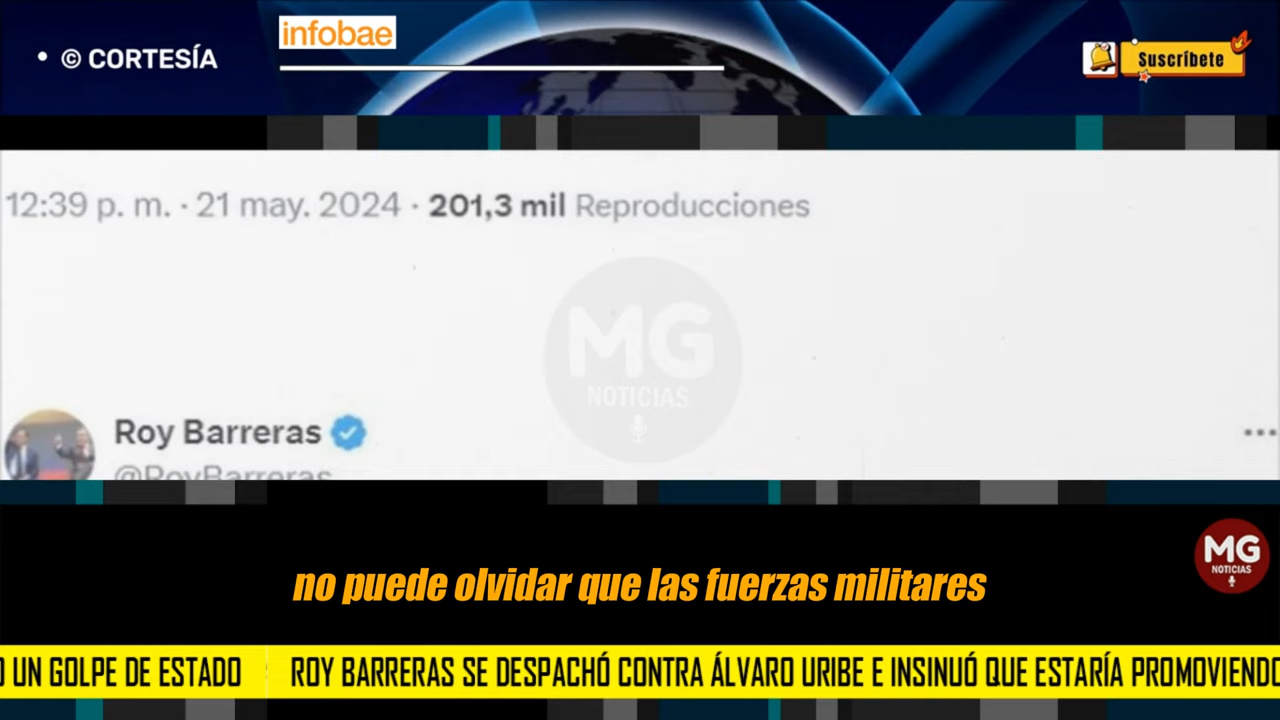 infobae
• © CORTESÍA
Suscríbete
12:39 p. m. · 21 may. 2024 · 201,3 mil Reproducciones
MG
NOTICIAS
Roy Barreras
@RoyBarreras
MG
NOTICIAS
no puede olvidar que las fuerzas militares
O UN GOLPE DE ESTADO ROY BARRERAS SE DESPACHÓ CONTRA ÁLVARO URIBE E INSINUÓ QUE ESTARÍA PROMOVIENDO